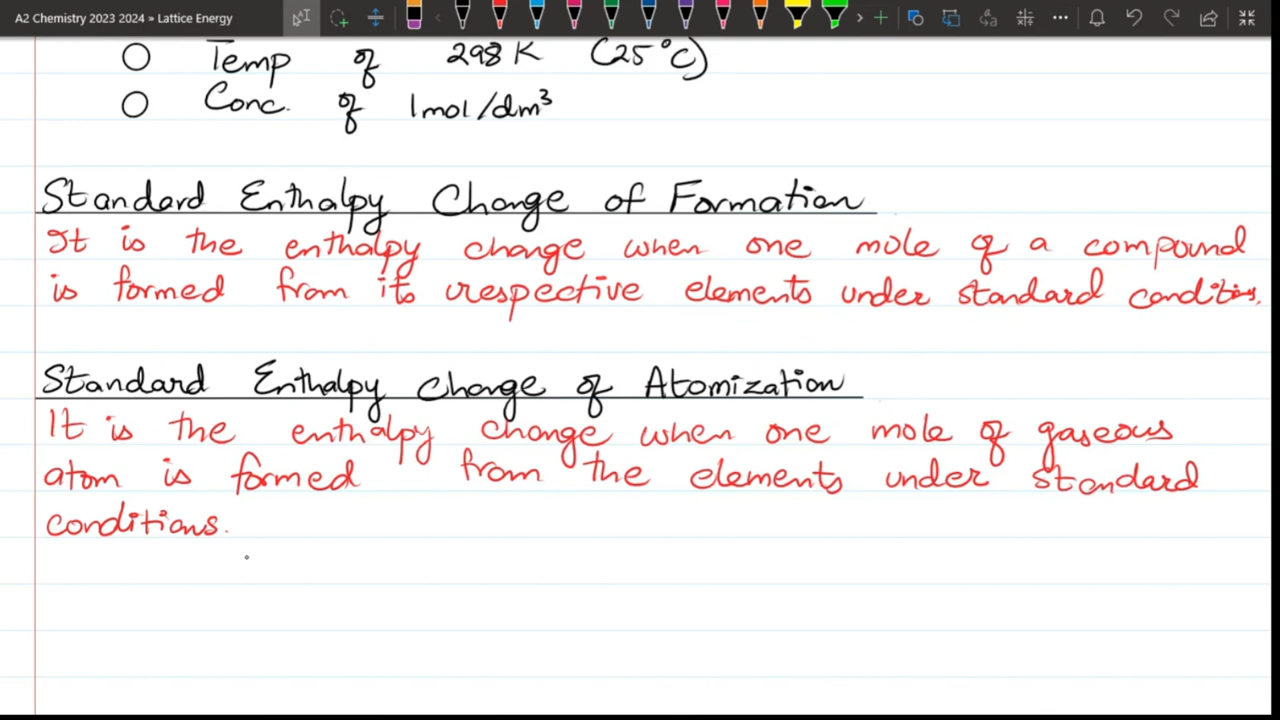 A2 Chemistry 2023 2024 » Lattice Energy
○ Temp of 298 K (25°C)
○ Conc. of 1mol/dm³
Standard Enthalpy Change of Formation
It is the enthalpy change when one mole of a compound
is formed from its respective elements under standard conditions.
Standard Enthalpy Change of Atomization
It is the enthalpy change when one mole of gaseous
atom is formed from the elements under standard
conditions.